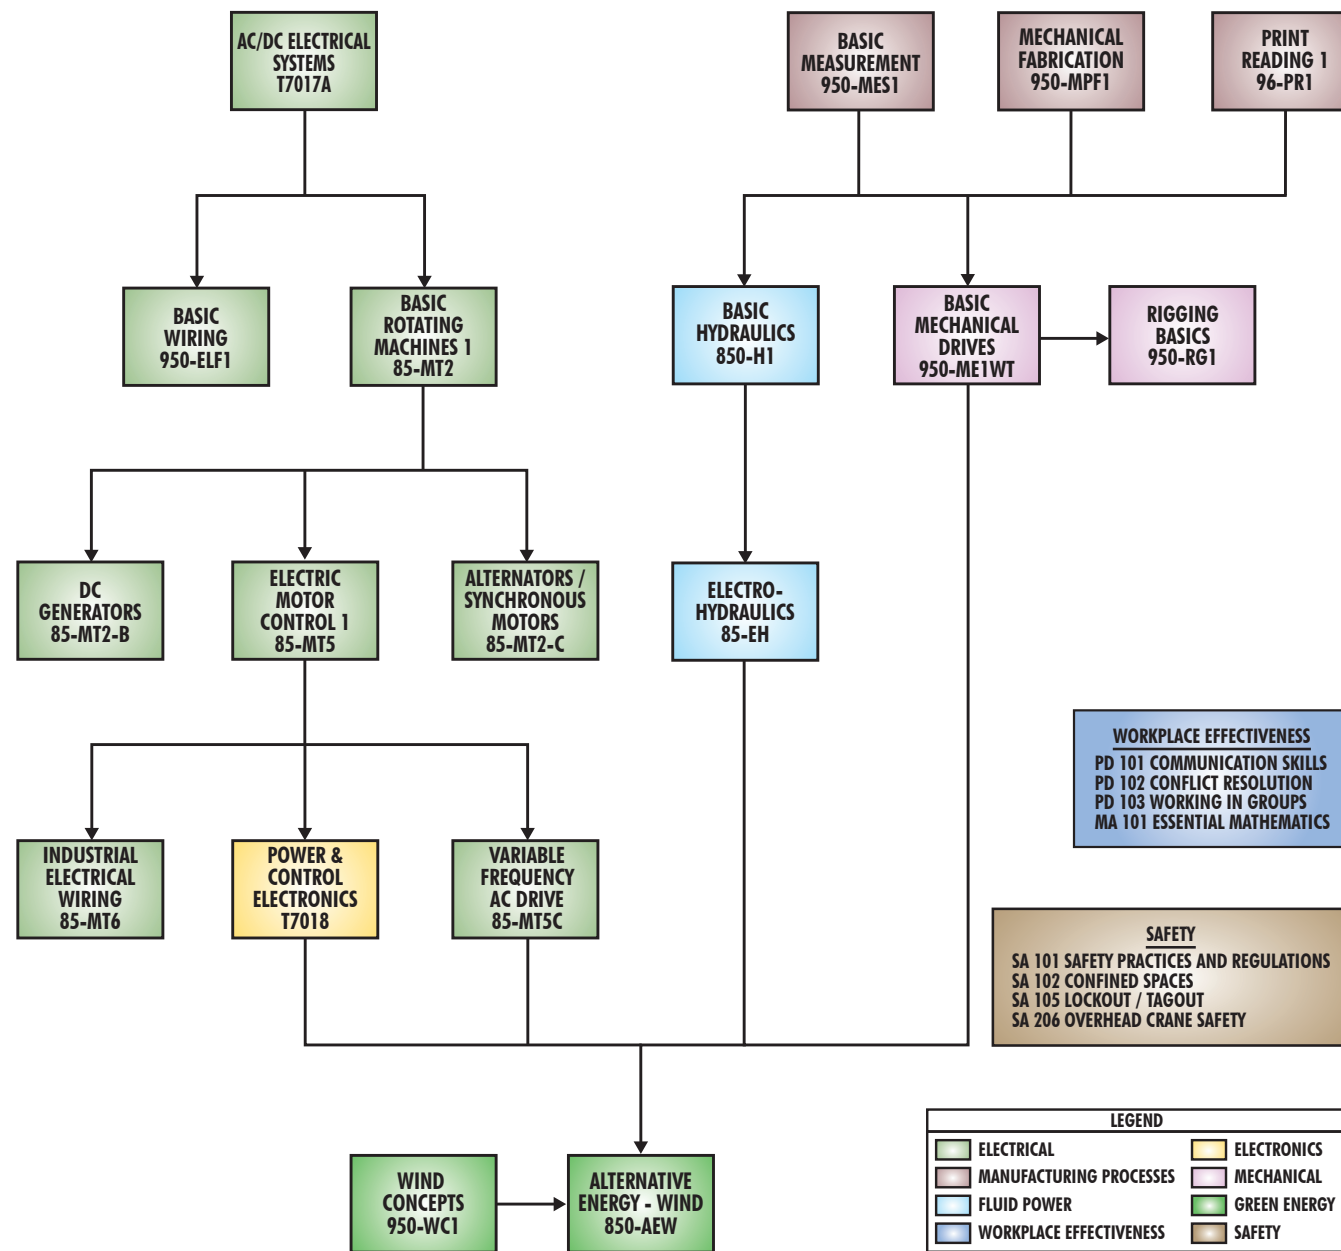 AC/DC ELECTRICAL
SYSTEMS
T7017A
BASIC
MEASUREMENT
950-MES1
MECHANICAL
FABRICATION
950-MPF1
PRINT
READING 1
96-PR1
BASIC
WIRING
950-ELF1
BASIC
ROTATING
MACHINES 1
85-MT2
BASIC
HYDRAULICS
850-H1
BASIC
MECHANICAL
DRIVES
950-ME1WT
RIGGING
BASICS
950-RG1
DC
GENERATORS
85-MT2-B
ELECTRIC
MOTOR
CONTROL 1
85-MT5
ALTERNATORS /
SYNCHRONOUS
MOTORS
85-MT2-C
ELECTRO-
HYDRAULICS
85-EH
WORKPLACE EFFECTIVENESS
PD 101 COMMUNICATION SKILLS
PD 102 CONFLICT RESOLUTION
PD 103 WORKING IN GROUPS
MA 101 ESSENTIAL MATHEMATICS
INDUSTRIAL
ELECTRICAL
WIRING
85-MT6
POWER &
CONTROL
ELECTRONICS
T7018
VARIABLE
FREQUENCY
AC DRIVE
85-MT5C
SAFETY
SA 101 SAFETY PRACTICES AND REGULATIONS
SA 102 CONFINED SPACES
SA 105 LOCKOUT / TAGOUT
SA 206 OVERHEAD CRANE SAFETY
WIND
CONCEPTS
950-WC1
ALTERNATIVE
ENERGY - WIND
850-AEW
LEGEND
ELECTRICAL
ELECTRONICS
MANUFACTURING PROCESSES
MECHANICAL
FLUID POWER
GREEN ENERGY
WORKPLACE EFFECTIVENESS
SAFETY